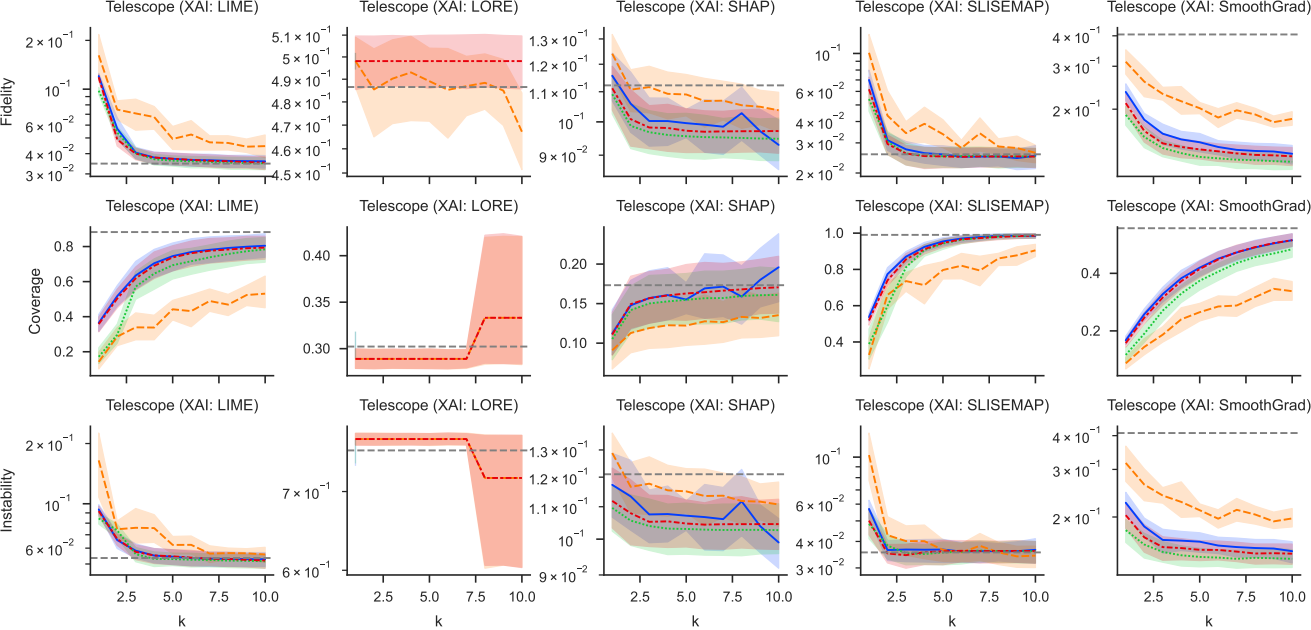 Telescope (XAI: LIME) Telescope (XAI: LORE) Telescope (XAI: SHAP) Telescope (XAI: SLISEMAP) Telescope (XAI: SmoothGrad)
Fidelity
2 × 10⁻¹
10⁻¹
6 × 10⁻²
4 × 10⁻²
3 × 10⁻²
5.1 × 10⁻¹
5 × 10⁻¹
4.9 × 10⁻¹
4.8 × 10⁻¹
4.7 × 10⁻¹
4.6 × 10⁻¹
4.5 × 10⁻¹
1.3 × 10⁻¹
1.2 × 10⁻¹
1.1 × 10⁻¹
10⁻¹
9 × 10⁻²
10⁻¹
6 × 10⁻²
4 × 10⁻²
3 × 10⁻²
2 × 10⁻²
4 × 10⁻¹
3 × 10⁻¹
2 × 10⁻¹
Telescope (XAI: LIME) Telescope (XAI: LORE) Telescope (XAI: SHAP) Telescope (XAI: SLISEMAP) Telescope (XAI: SmoothGrad)
Coverage
0.8
0.6
0.4
0.2
0.40
0.35
0.30
0.20
0.15
0.10
1.0
0.8
0.6
0.4
0.4
0.2
Telescope (XAI: LIME) Telescope (XAI: LORE) Telescope (XAI: SHAP) Telescope (XAI: SLISEMAP) Telescope (XAI: SmoothGrad)
Instability
2 × 10⁻¹
10⁻¹
6 × 10⁻²
7 × 10⁻¹
6 × 10⁻¹
1.3 × 10⁻¹
1.2 × 10⁻¹
1.1 × 10⁻¹
10⁻¹
9 × 10⁻²
10⁻¹
6 × 10⁻²
4 × 10⁻²
3 × 10⁻²
4 × 10⁻¹
3 × 10⁻¹
2 × 10⁻¹
2.5 5.0 7.5 10.0 2.5 5.0 7.5 10.0 2.5 5.0 7.5 10.0 2.5 5.0 7.5 10.0 2.5 5.0 7.5 10.0
k k k k k